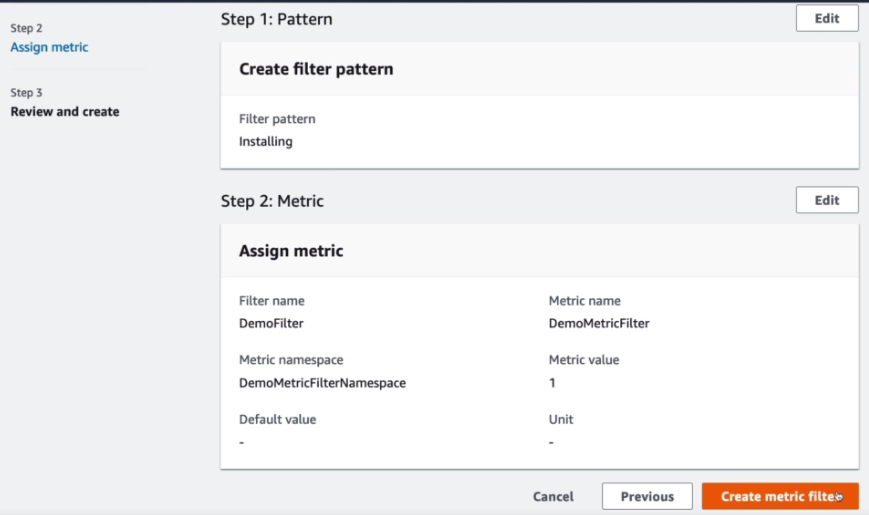 Step 2
Assign metric
Step 3
Review and create
Step 1: Pattern
Edit
Create filter pattern
Filter pattern
Installing
Step 2: Metric
Edit
Assign metric
Filter name
DemoFilter
Metric name
DemoMetricFilter
Metric namespace
DemoMetricFilterNamespace
Metric value
1
Default value
-
Unit
-
Cancel
Previous
Create metric filter